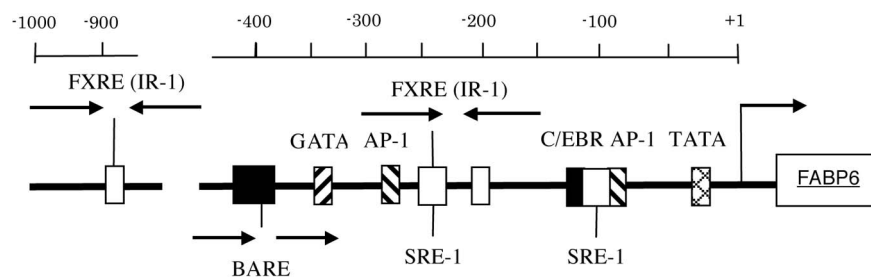 -1000 -900 -400 -300 -200 -100 +1
FXRE (IR-1) FXRE (IR-1)
GATA AP-1 C/EBR AP-1 TATA
FABP6
BARE SRE-1 SRE-1